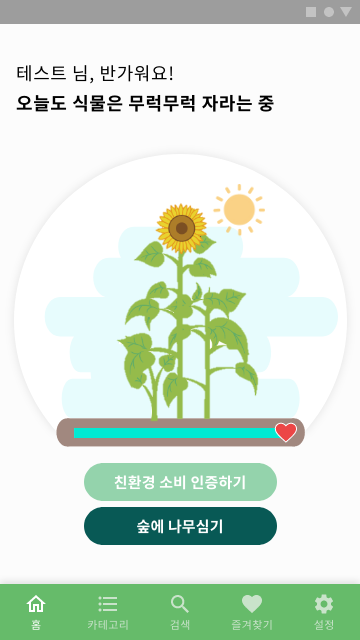 테스트 님, 반가워요!
오늘도 식물은 무럭무럭 자라는 중
친환경 소비 인증하기
숲에 나무심기
홈
카테고리
검색
즐겨찾기
설정